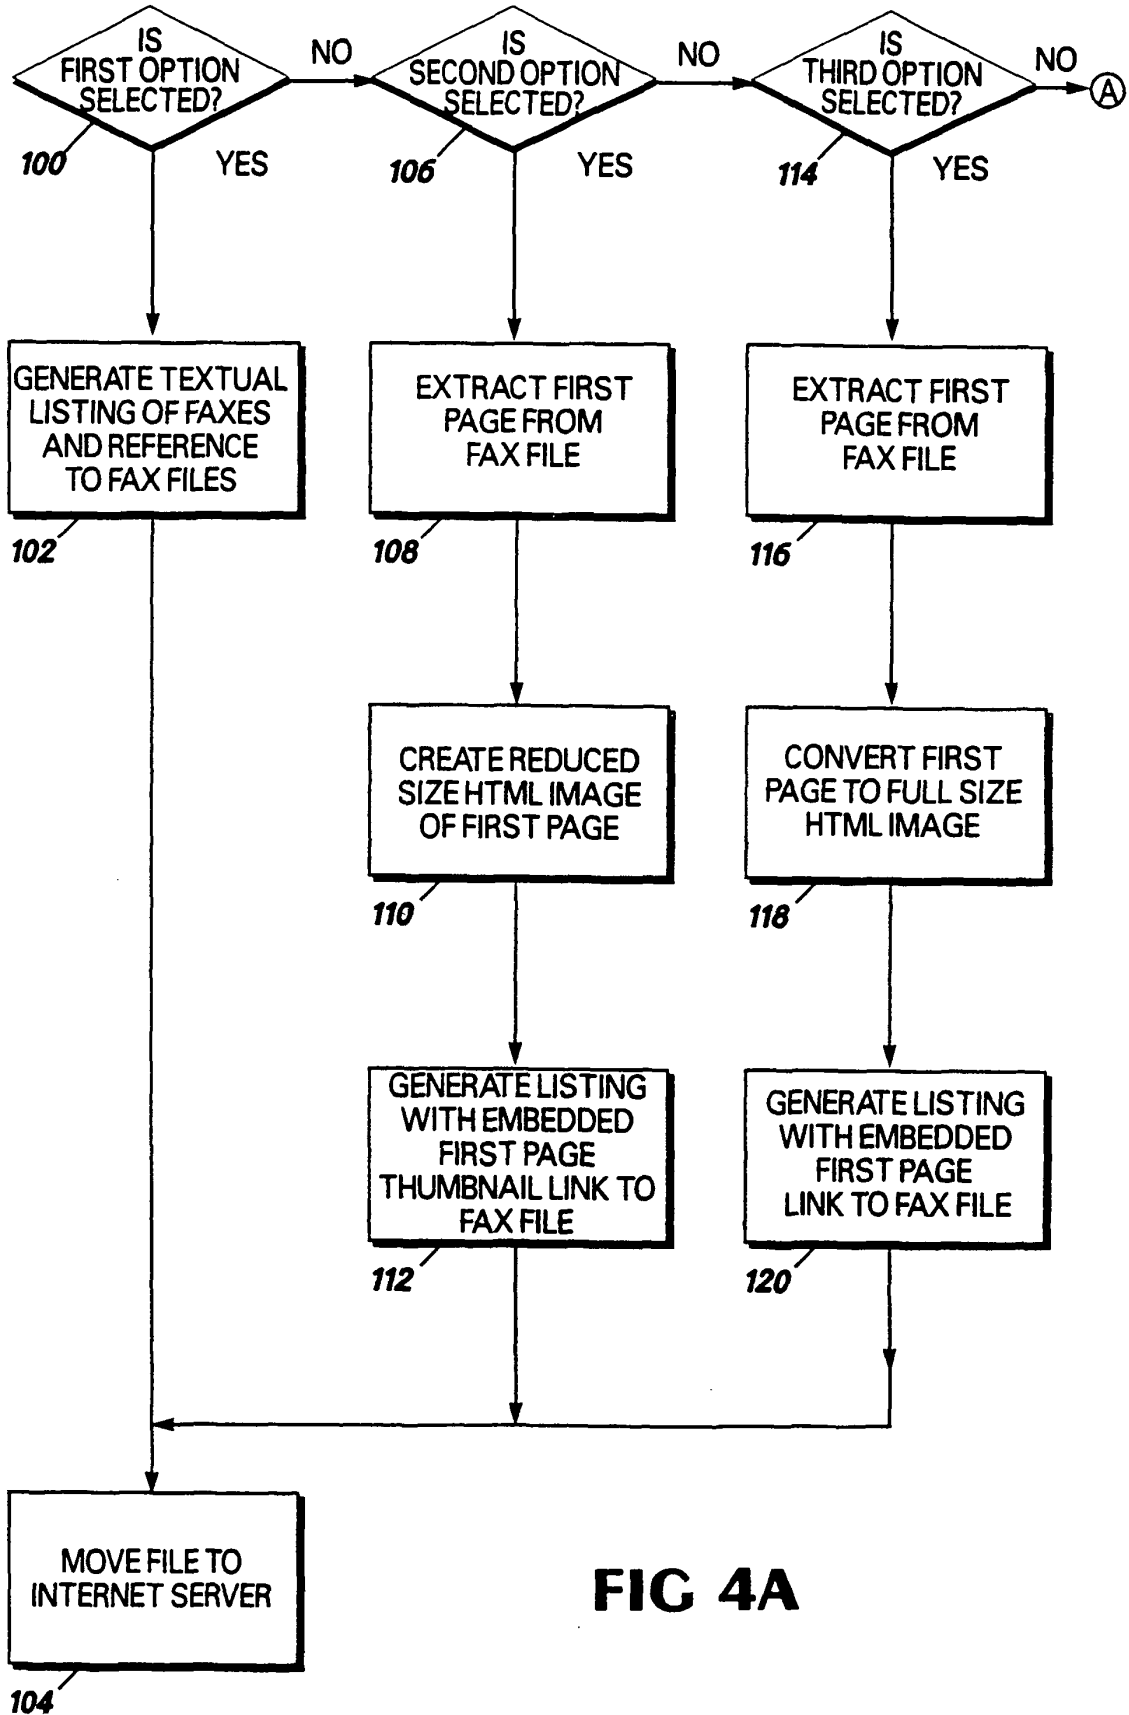 IS
FIRST OPTION
SELECTED?
NO
100
YES
IS
SECOND OPTION
SELECTED?
NO
106
YES
IS
THIRD OPTION
SELECTED?
NO
A
114
YES
GENERATE TEXTUAL
LISTING OF FAXES
AND REFERENCE
TO FAX FILES
102
EXTRACT FIRST
PAGE FROM
FAX FILE
108
EXTRACT FIRST
PAGE FROM
FAX FILE
116
CREATE REDUCED
SIZE HTML IMAGE
OF FIRST PAGE
110
CONVERT FIRST
PAGE TO FULL SIZE
HTML IMAGE
118
GENERATE LISTING
WITH EMBEDDED
FIRST PAGE
THUMBNAIL LINK TO
FAX FILE
112
GENERATE LISTING
WITH EMBEDDED
FIRST PAGE
LINK TO FAX FILE
120
MOVE FILE TO
INTERNET SERVER
104
FIG 4A